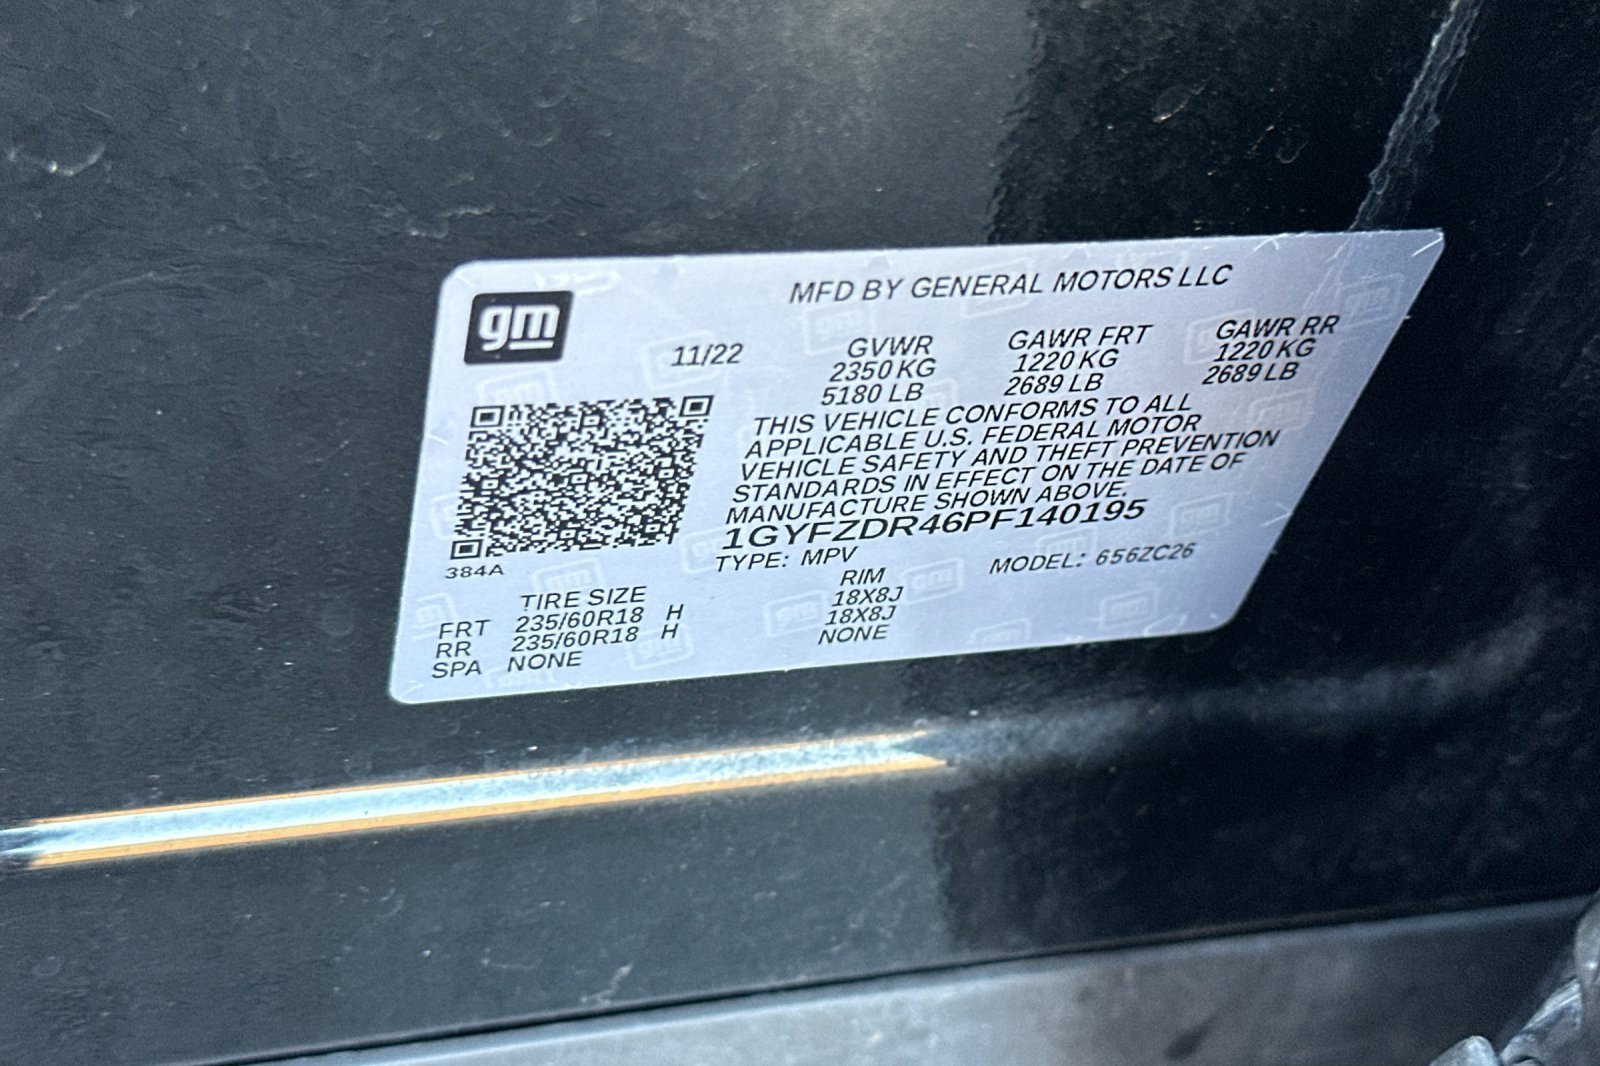 gm
MFD BY GENERAL MOTORS LLC
11/22 GVWR GAWR FRT GAWR RR
2350 KG 1220 KG 1220 KG
5180 LB 2689 LB 2689 LB
THIS VEHICLE CONFORMS TO ALL
APPLICABLE U.S. FEDERAL MOTOR
VEHICLE SAFETY AND THEFT PREVENTION
STANDARDS IN EFFECT ON THE DATE OF
MANUFACTURE SHOWN ABOVE.
1GYFZDR46PF140195
TYPE: MPV MODEL: 656ZC26
384A
TIRE SIZE RIM
FRT 235/60R18 H 18X8J
RR 235/60R18 H 18X8J
SPA NONE NONE